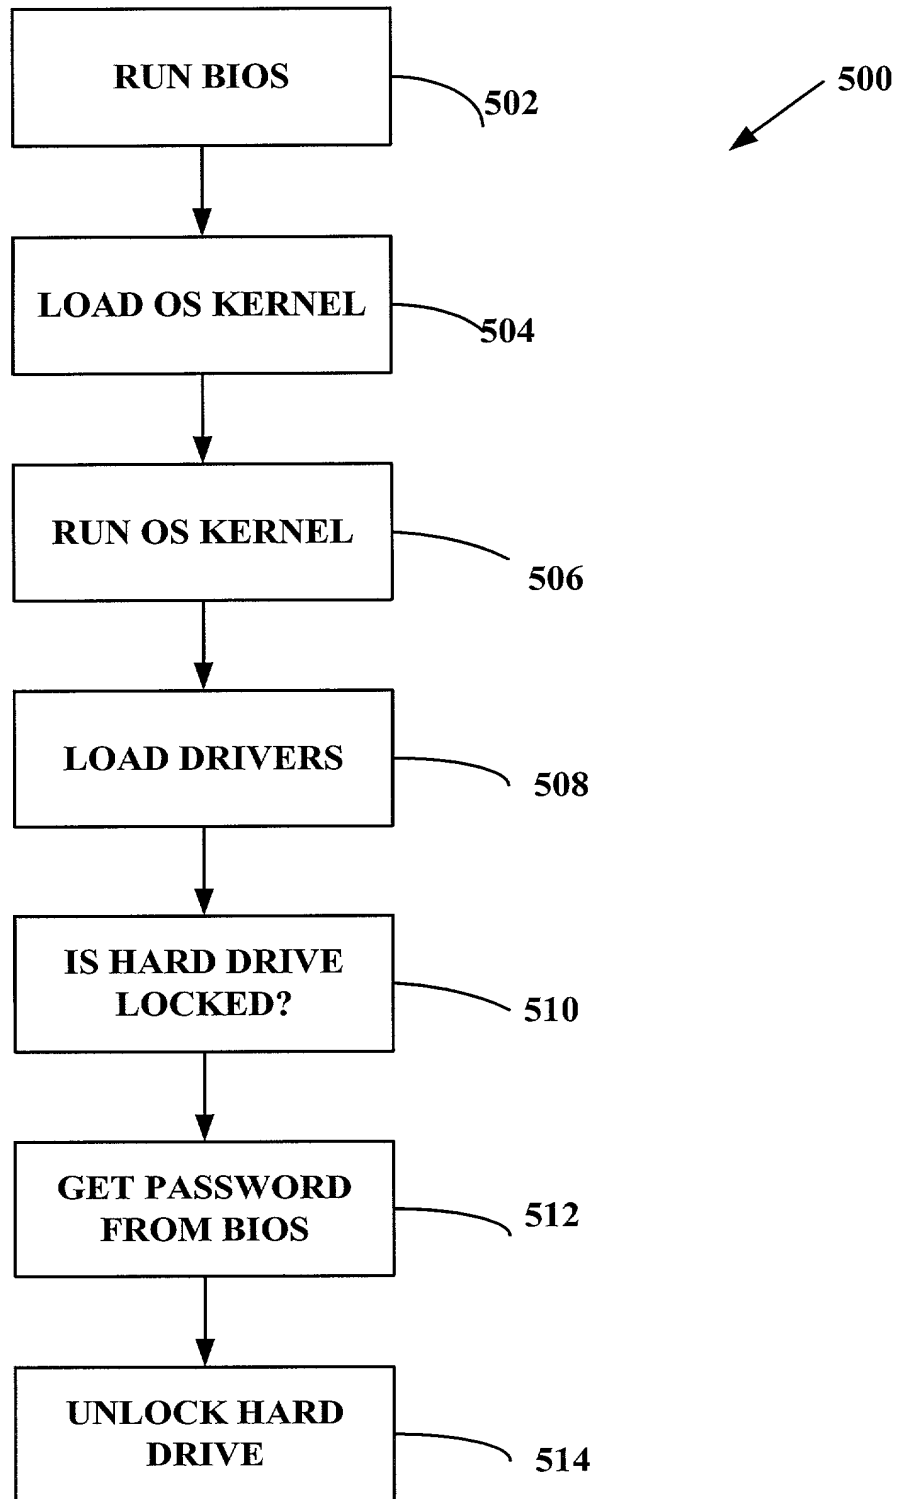 RUN BIOS
502
500
LOAD OS KERNEL
504
RUN OS KERNEL
506
LOAD DRIVERS
508
IS HARD DRIVE
LOCKED?
510
GET PASSWORD
FROM BIOS
512
UNLOCK HARD
DRIVE
514